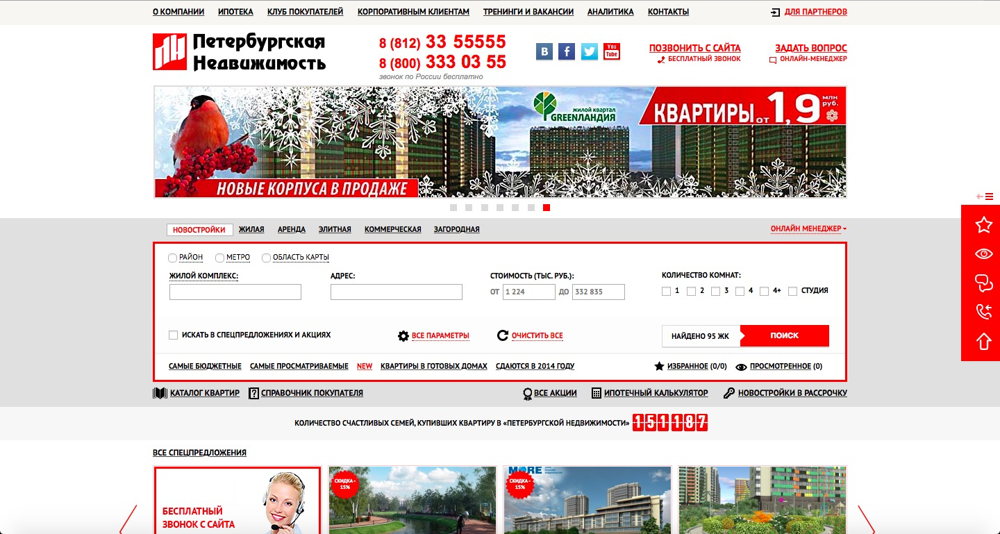 О КОМПАНИИ ИПОТЕКА КЛУБ ПОКУПАТЕЛЕЙ КОРПОРАТИВНЫМ КЛИЕНТАМ ТРЕНИНГИ И ВАКАНСИИ АНАЛИТИКА КОНТАКТЫ ДЛЯ ПАРТНЕРОВ
Петербургская
Недвижимость
8 (812) 33 55555
8 (800) 333 03 55
звонок по России бесплатно
B f You Tube
ПОЗВОНИТЬ С САЙТА
БЕСПЛАТНЫЙ ЗВОНОК
ЗАДАТЬ ВОПРОС
ОНЛАЙН-МЕНЕДЖЕР
жилой квартал
GREENЛАНДИЯ
КВАРТИРЫ ОТ 1,9 млн руб.
НОВЫЕ КОРПУСА В ПРОДАЖЕ
НОВОСТРОЙКИ ЖИЛАЯ АРЕНДА ЭЛИТНАЯ КОММЕРЧЕСКАЯ ЗАГОРОДНАЯ ОНЛАЙН МЕНЕДЖЕР
РАЙОН МЕТРО ОБЛАСТЬ КАРТЫ
ЖИЛОЙ КОМПЛЕКС: АДРЕС: СТОИМОСТЬ (ТЫС. РУБ.): КОЛИЧЕСТВО КОМНАТ:
ОТ 1 224 ДО 332 835 1 2 3 4 4+ СТУДИЯ
ИСКАТЬ В СПЕЦПРЕДЛОЖЕНИЯХ И АКЦИЯХ ВСЕ ПАРАМЕТРЫ ОЧИСТИТЬ ВСЕ НАЙДЕНО 95 ЖК ПОИСК
САМЫЕ БЮДЖЕТНЫЕ САМЫЕ ПРОСМАТРИВАЕМЫЕ NEW КВАРТИРЫ В ГОТОВЫХ ДОМАХ СДАЮТСЯ В 2014 ГОДУ ИЗБРАННОЕ (0/0) ПРОСМОТРЕННОЕ (0)
КАТАЛОГ КВАРТИР СПРАВОЧНИК ПОКУПАТЕЛЯ ВСЕ АКЦИИ ИПОТЕЧНЫЙ КАЛЬКУЛЯТОР НОВОСТРОЙКИ В РАССРОЧКУ
КОЛИЧЕСТВО СЧАСТЛИВЫХ СЕМЕЙ, КУПИВШИХ КВАРТИРУ В «ПЕТЕРБУРГСКОЙ НЕДВИЖИМОСТИ» 151 187
ВСЕ СПЕЦПРЕДЛОЖЕНИЯ
БЕСПЛАТНЫЙ
ЗВОНОК С САЙТА
СКИДКА -
15%
MORE
СКИДКА -
15%